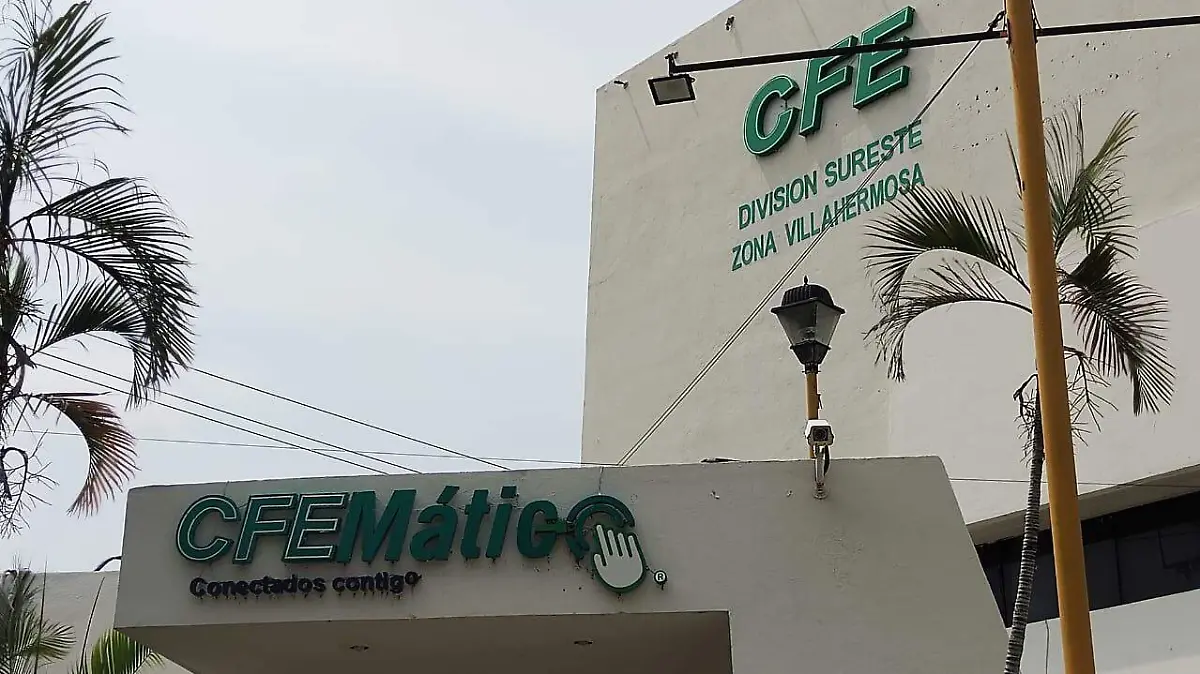 CFE
DIVISION SURESTE
ZONA VILLAHERMOSA
CFEMático
Conectados contigo
®